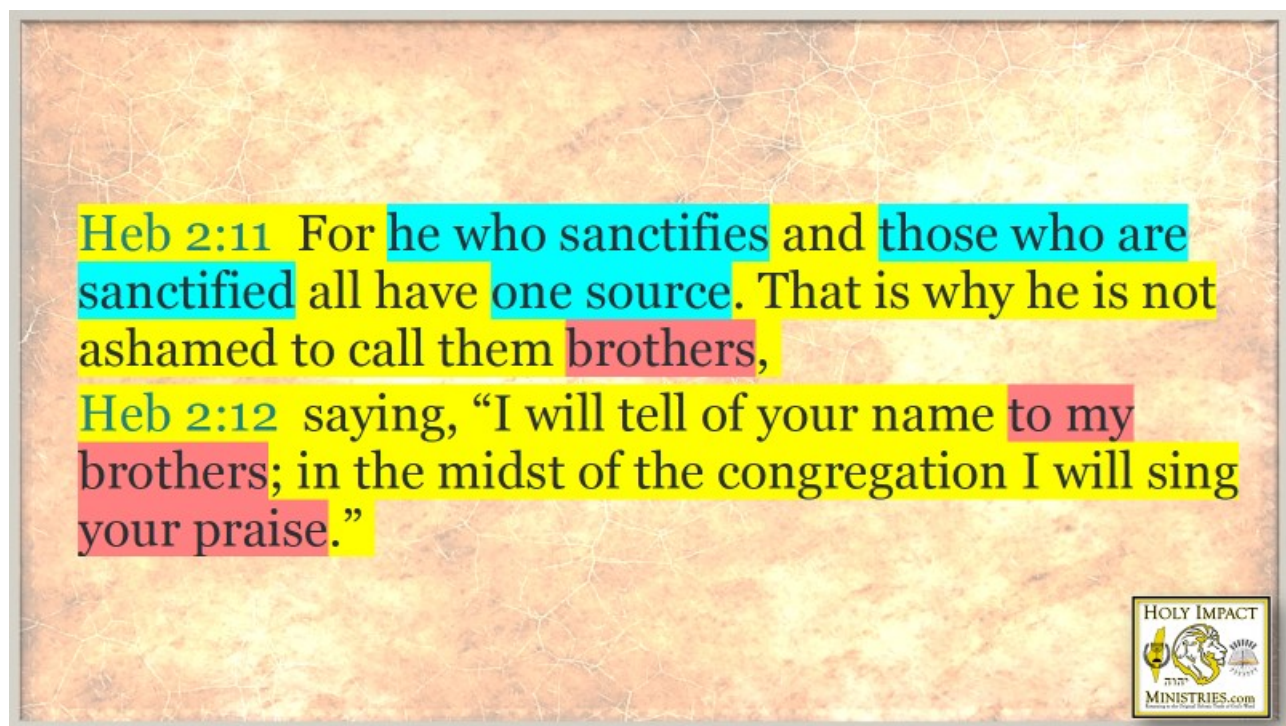 Heb 2:11 For he who sanctifies and those who are
sanctified all have one source. That is why he is not
ashamed to call them brothers,
Heb 2:12 saying, “I will tell of your name to my
brothers; in the midst of the congregation I will sing
your praise.”
HOLY IMPACT
יהוה
MINISTRIES.com